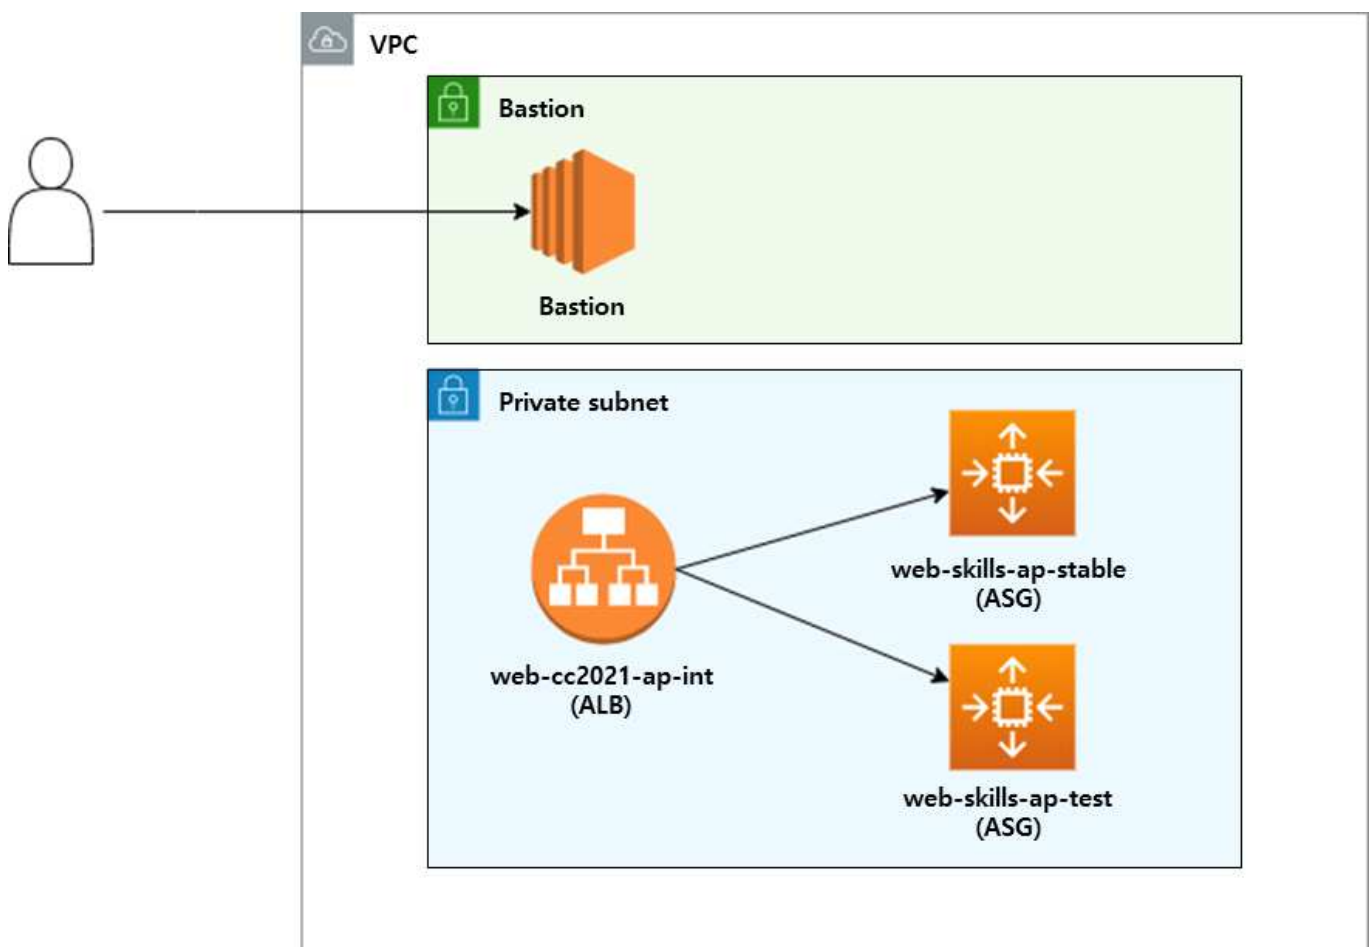 VPC
Bastion
Bastion
Private subnet
web-skills-ap-stable
(ASG)
web-cc2021-ap-int
(ALB)
web-skills-ap-test
(ASG)